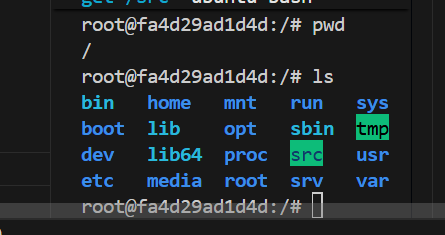 root@fa4d29ad1d4d:/# pwd
/
root@fa4d29ad1d4d:/# ls
bin home mnt run sys
boot lib opt sbin tmp
dev lib64 proc src usr
etc media root srv var
root@fa4d29ad1d4d:/#